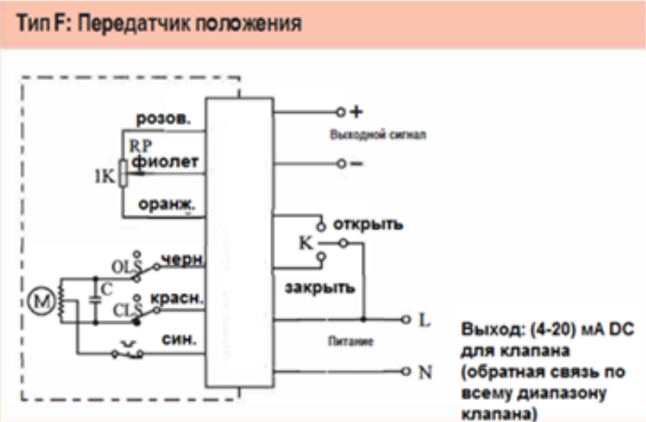 Тип F: Передатчик положения
розов.
RP
фиолет
1K
оранж.
+
Выходной сигнал
−
открыть
K
закрыть
OLS
черн.
C
M
CLS
красн.
син.
L
Питание
N
Выход: (4-20) мА DC
для клапана
(обратная связь по
всему диапазону
клапана)